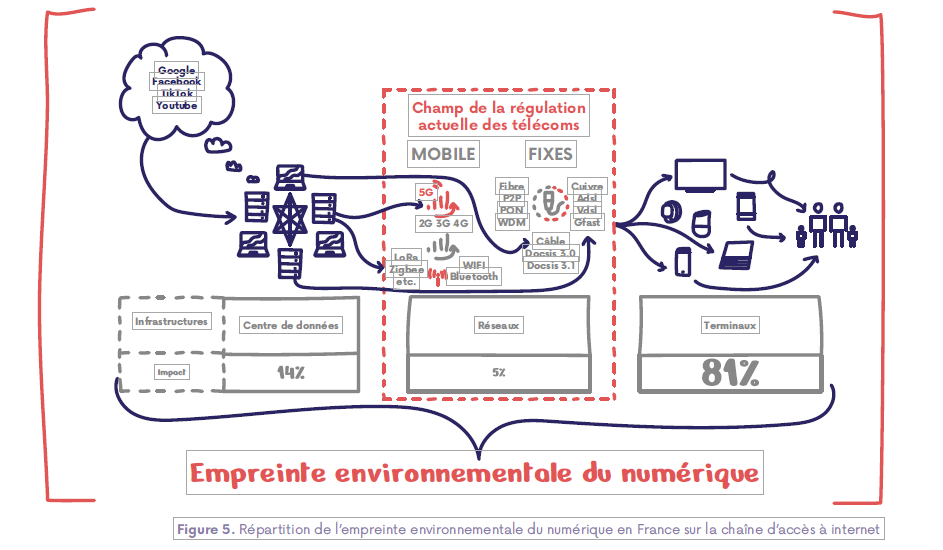 Google
Facebook
TikTok
Youtube
Champ de la régulation
actuelle des télécoms
MOBILE
FIXES
5G
2G 3G 4G
LoRa
Zigbee
etc.
WIFI
Bluetooth
Fibre
P2P
PON
WDM
Cuivre
Adsl
Vdsl
Gfast
Câble
Docsis 3.0
Docsis 3.1
Infrastructures
Centre de données
Réseaux
Terminaux
Impact
14%
5%
81%
Empreinte environnementale du numérique
Figure 5. Répartition de l'empreinte environnementale du numérique en France sur la chaîne d'accès à internet